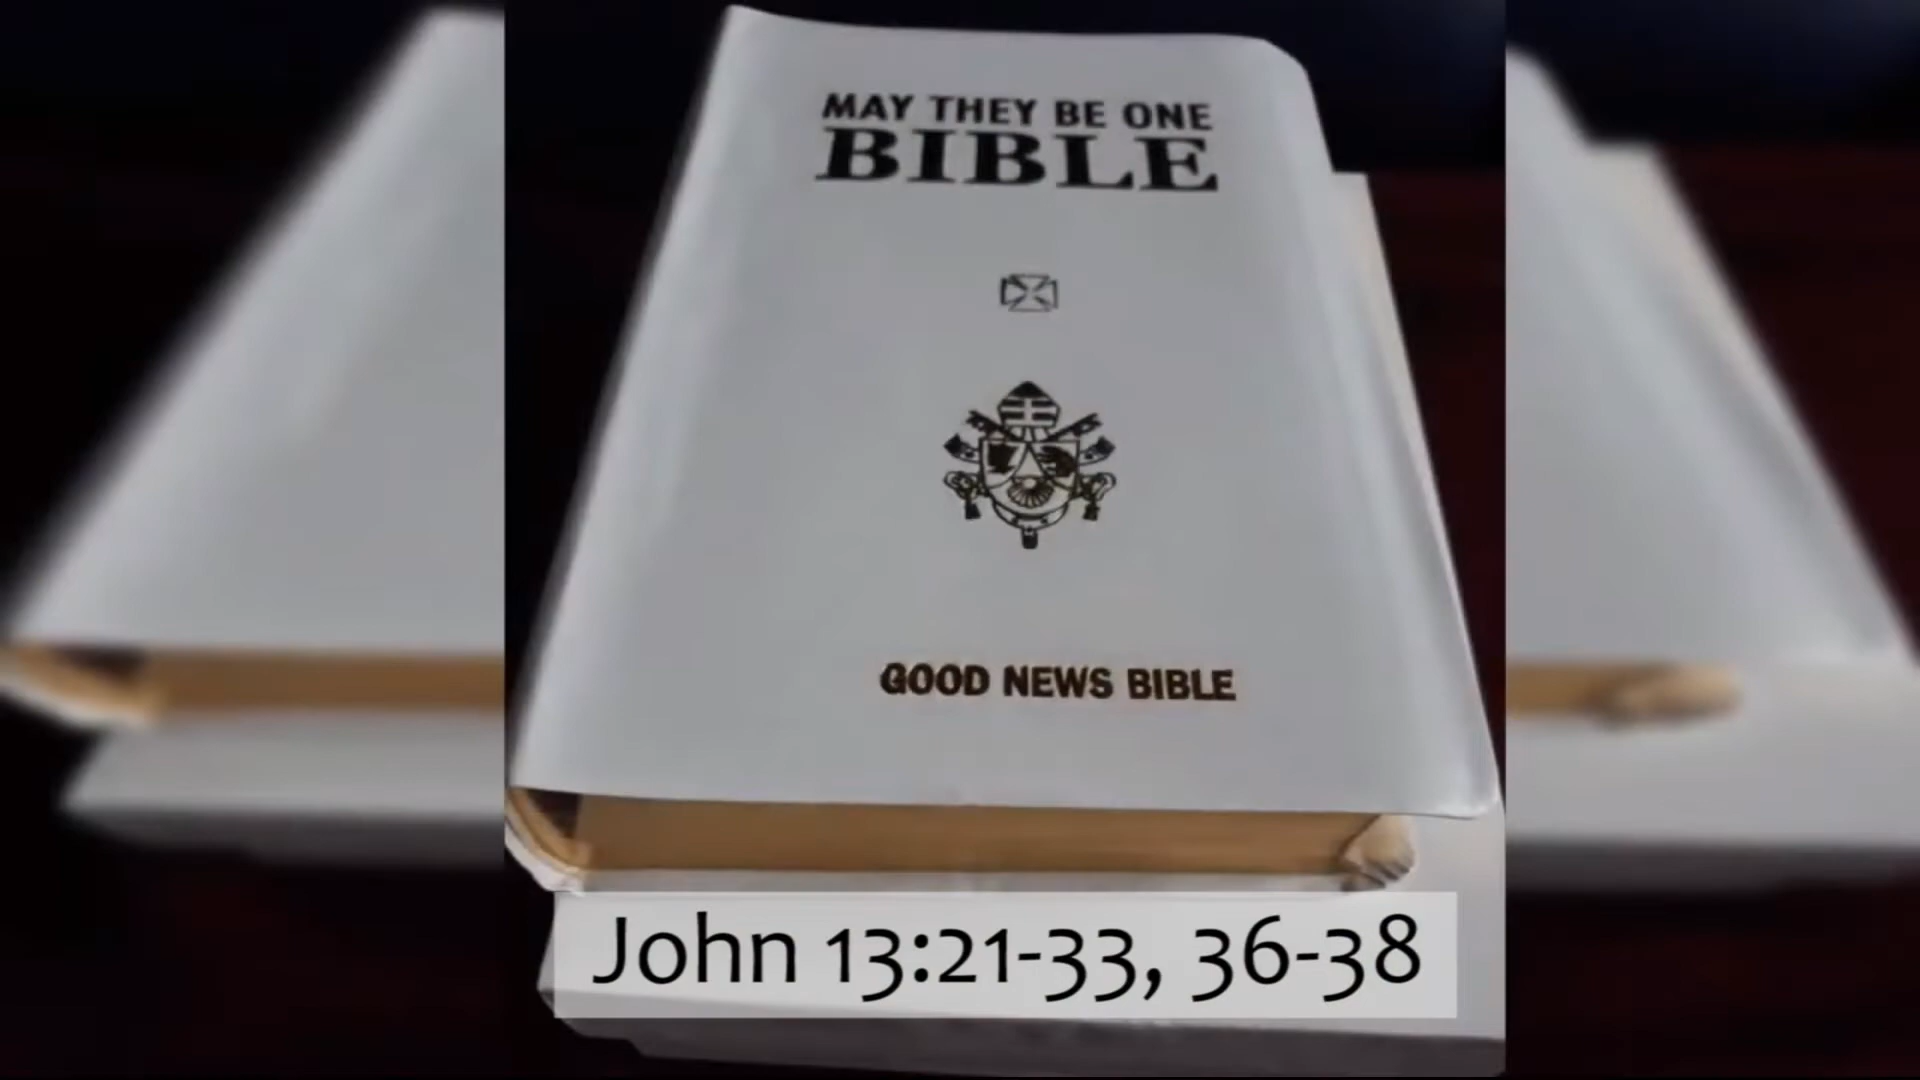 MAY THEY BE ONE
BIBLE
GOOD NEWS BIBLE
John 13:21-33, 36-38